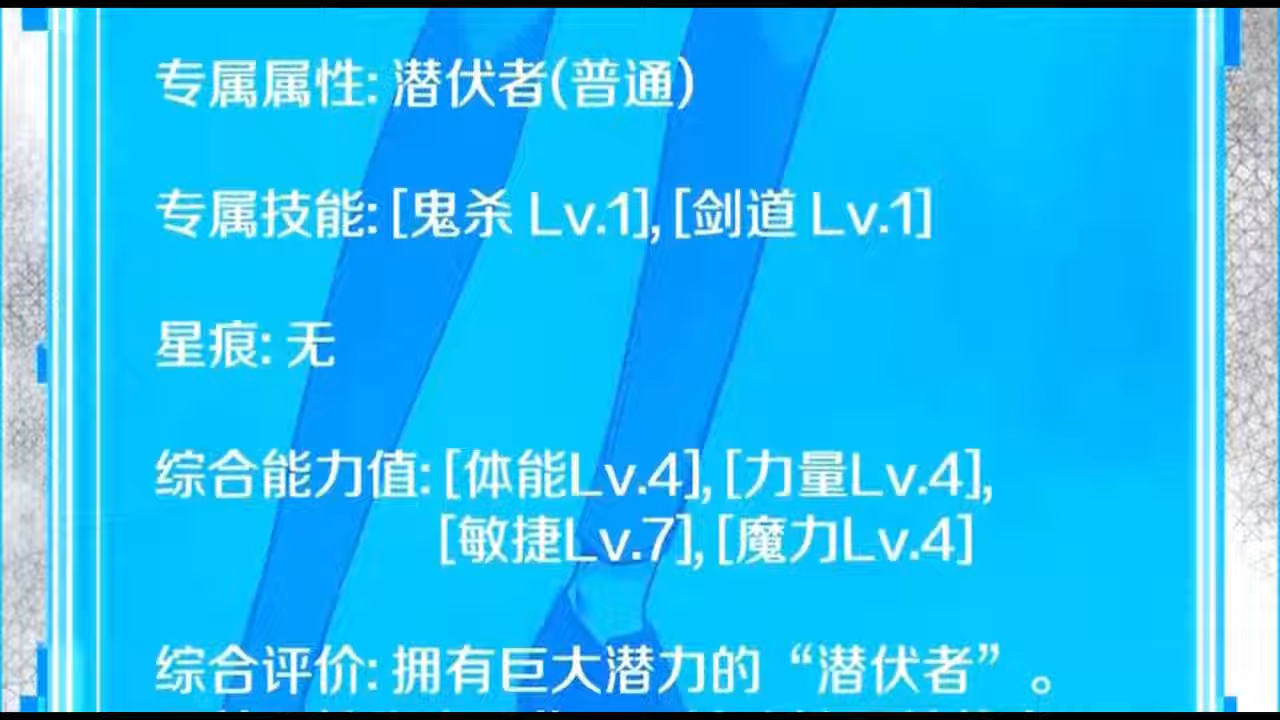 专属属性: 潜伏者(普通)
专属技能: [鬼杀 Lv.1], [剑道 Lv.1]
星痕: 无
综合能力值: [体能Lv.4], [力量Lv.4],
[敏捷Lv.7], [魔力Lv.4]
综合评价: 拥有巨大潜力的“潜伏者”。